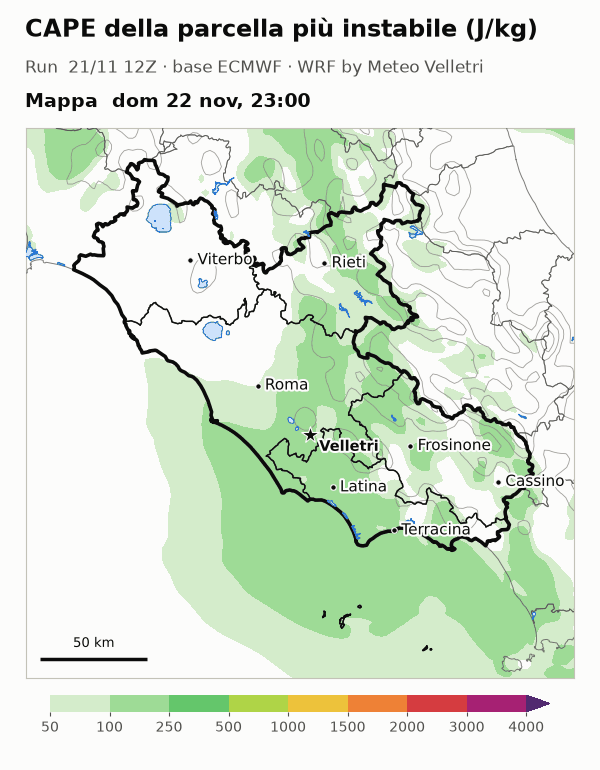 CAPE della parcella più instabile (J/kg)
Run  21/11 12Z · base ECMWF · WRF by Meteo Velletri
Mappa  dom 22 nov, 23:00
Viterbo
Rieti
Roma
Velletri
Frosinone
Cassino
Latina
Terracina
50 km
50 100 250 500 1000 1500 2000 3000 4000